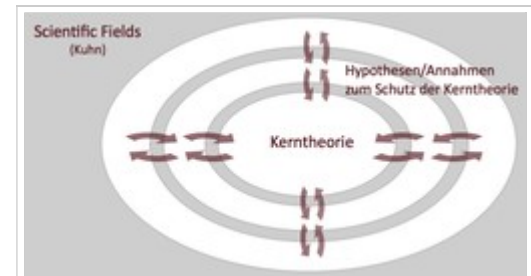 Scientific Fields
(Kuhn)
Hypothesen/Annahmen
zum Schutz der Kerntheorie
Kerntheorie